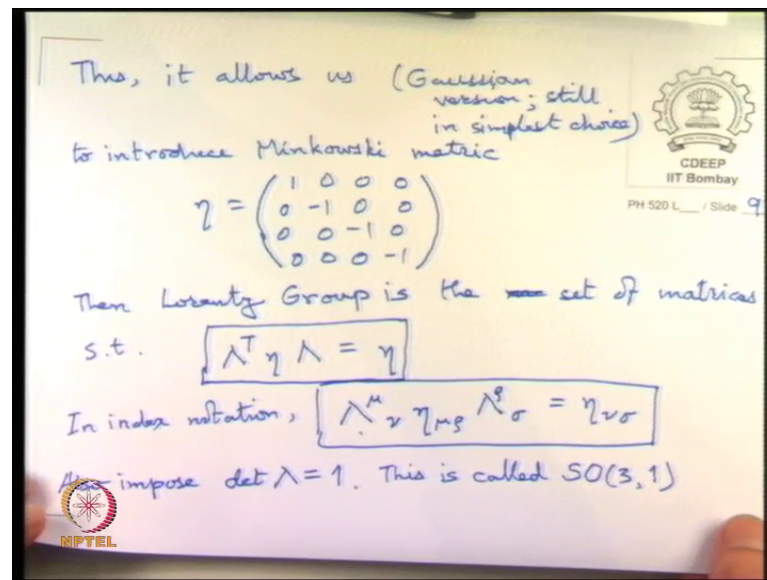 Thus, it allows us (Gaussian
version; still
in simplest choice)
to introduce Minkowski metric
η = ( 1 0 0 0
0 -1 0 0
0 0 -1 0
0 0 0 -1 )
CDEEP
IIT Bombay
PH 520 L___ / Slide 9
Then Lorentz Group is the set of matrices
s.t. Λᵀ η Λ = η
In index notation, Λ^μ_ν η_μρ Λ^ρ_σ = η_νσ
Also impose det Λ = 1. This is called SO(3,1)
NPTEL